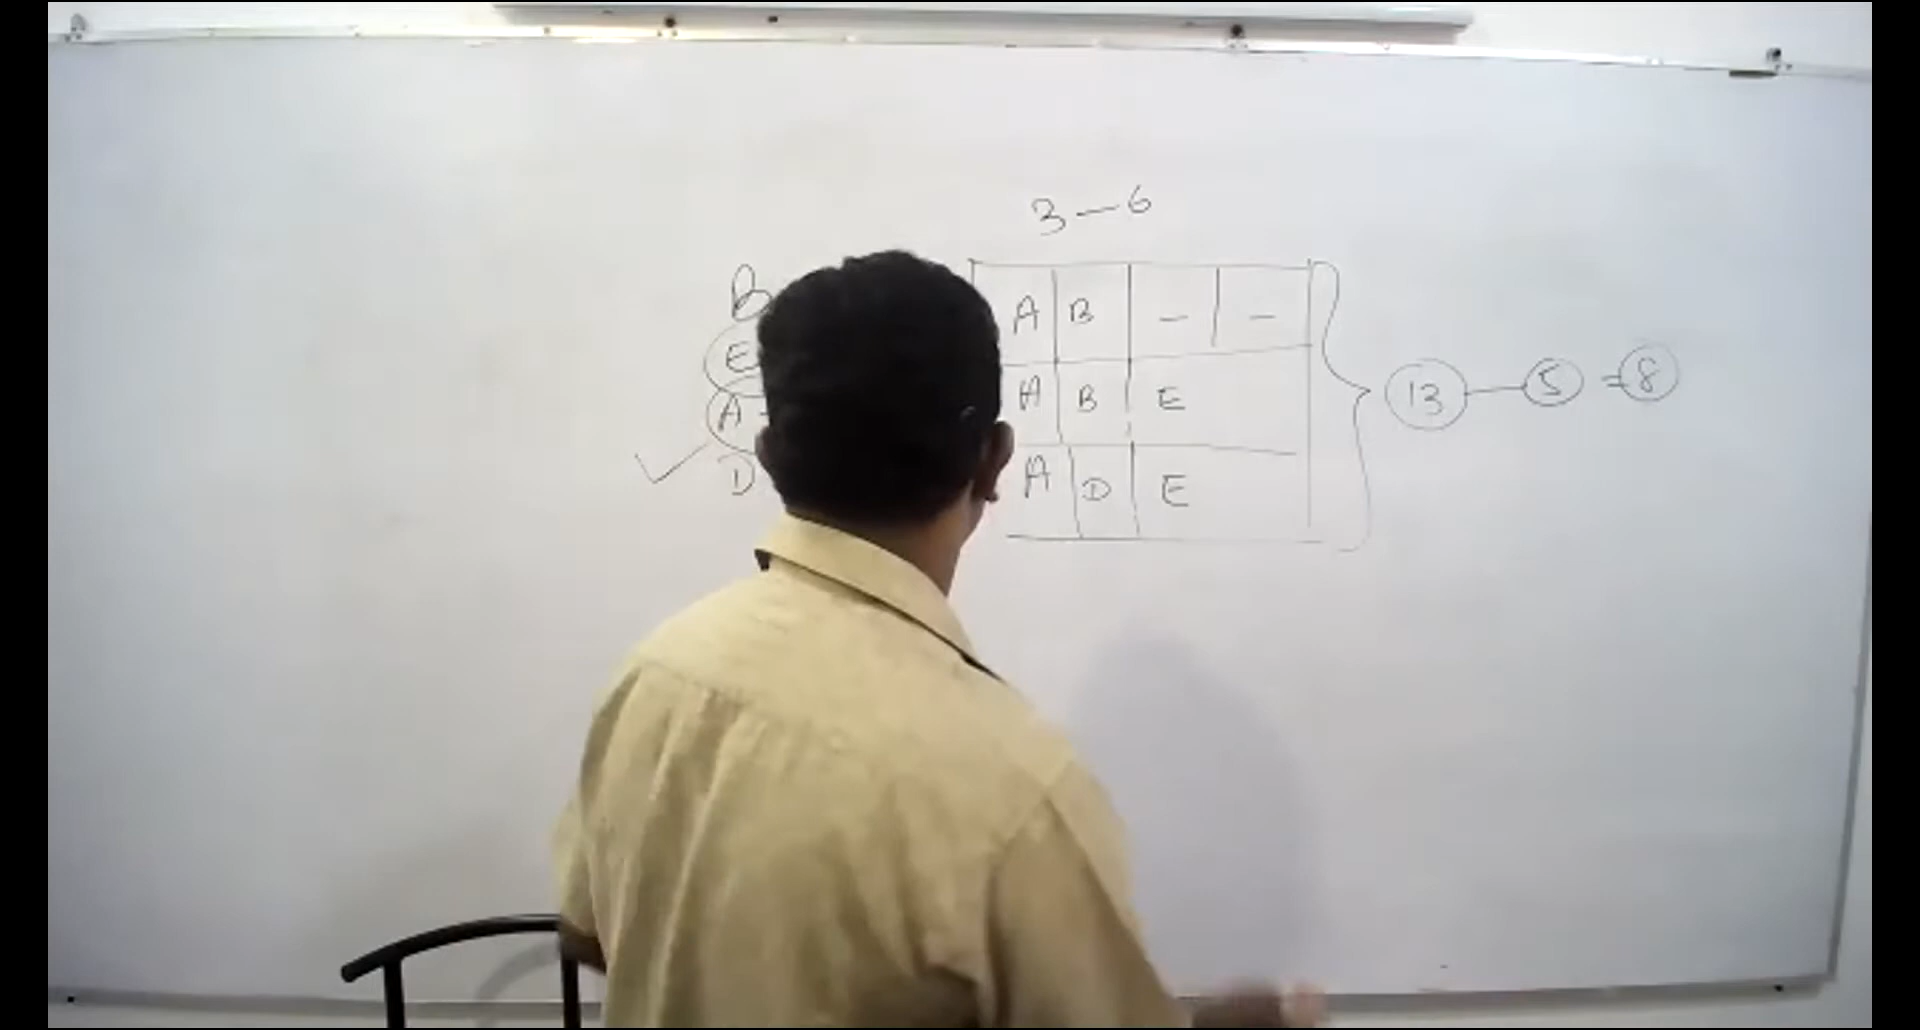 3 — 6
B
E
A -
D
A B - -
A B E
A D E
13 — 5 = 8